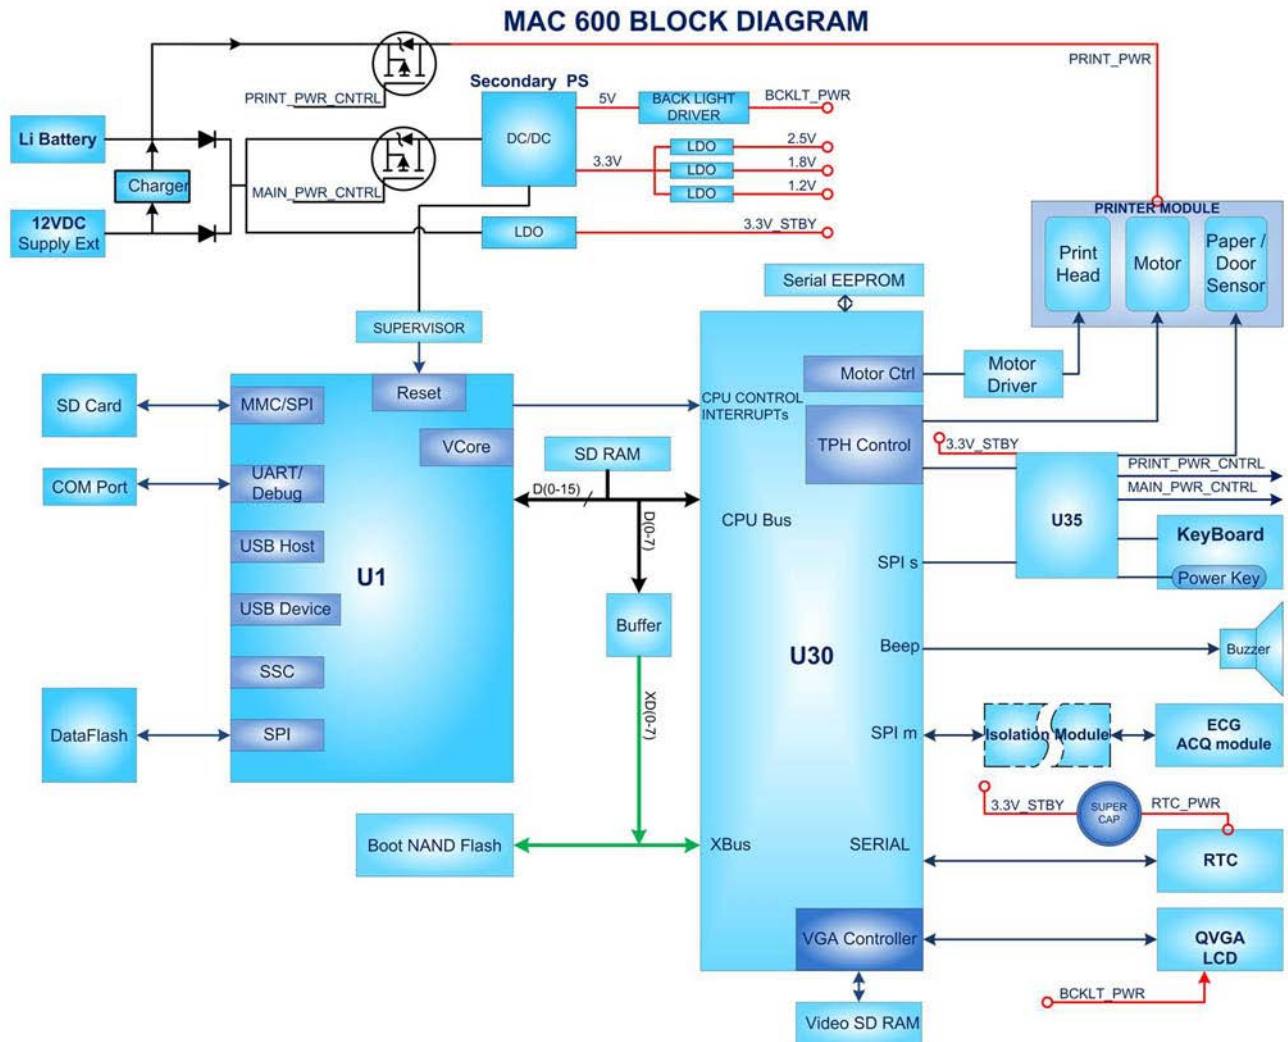 MAC 600 BLOCK DIAGRAM
PRINT_PWR
PRINT_PWR_CNTRL
Secondary PS
5V
BACK LIGHT
DRIVER
BCKLT_PWR
Li Battery
DC/DC
LDO
2.5V
3.3V
LDO
1.8V
LDO
1.2V
Charger
MAIN_PWR_CNTRL
12VDC
Supply Ext
LDO
3.3V_STBY
PRINTER MODULE
Print
Head
Motor
Paper /
Door
Sensor
Serial EEPROM
SUPERVISOR
Motor Ctrl
Motor
Driver
SD Card
MMC/SPI
Reset
CPU CONTROL
INTERRUPTs
VCore
TPH Control
3.3V_STBY
SD RAM
PRINT_PWR_CNTRL
MAIN_PWR_CNTRL
COM Port
UART/
Debug
D(0-15)
D(0-7)
CPU Bus
U35
KeyBoard
Power Key
USB Host
U1
SPI s
USB Device
Buffer
U30
Beep
Buzzer
SSC
XD(0-7)
DataFlash
SPI
SPI m
Isolation Module
ECG
ACQ module
3.3V_STBY
SUPER
CAP
RTC_PWR
Boot NAND Flash
XBus
SERIAL
RTC
VGA Controller
QVGA
LCD
BCKLT_PWR
Video SD RAM